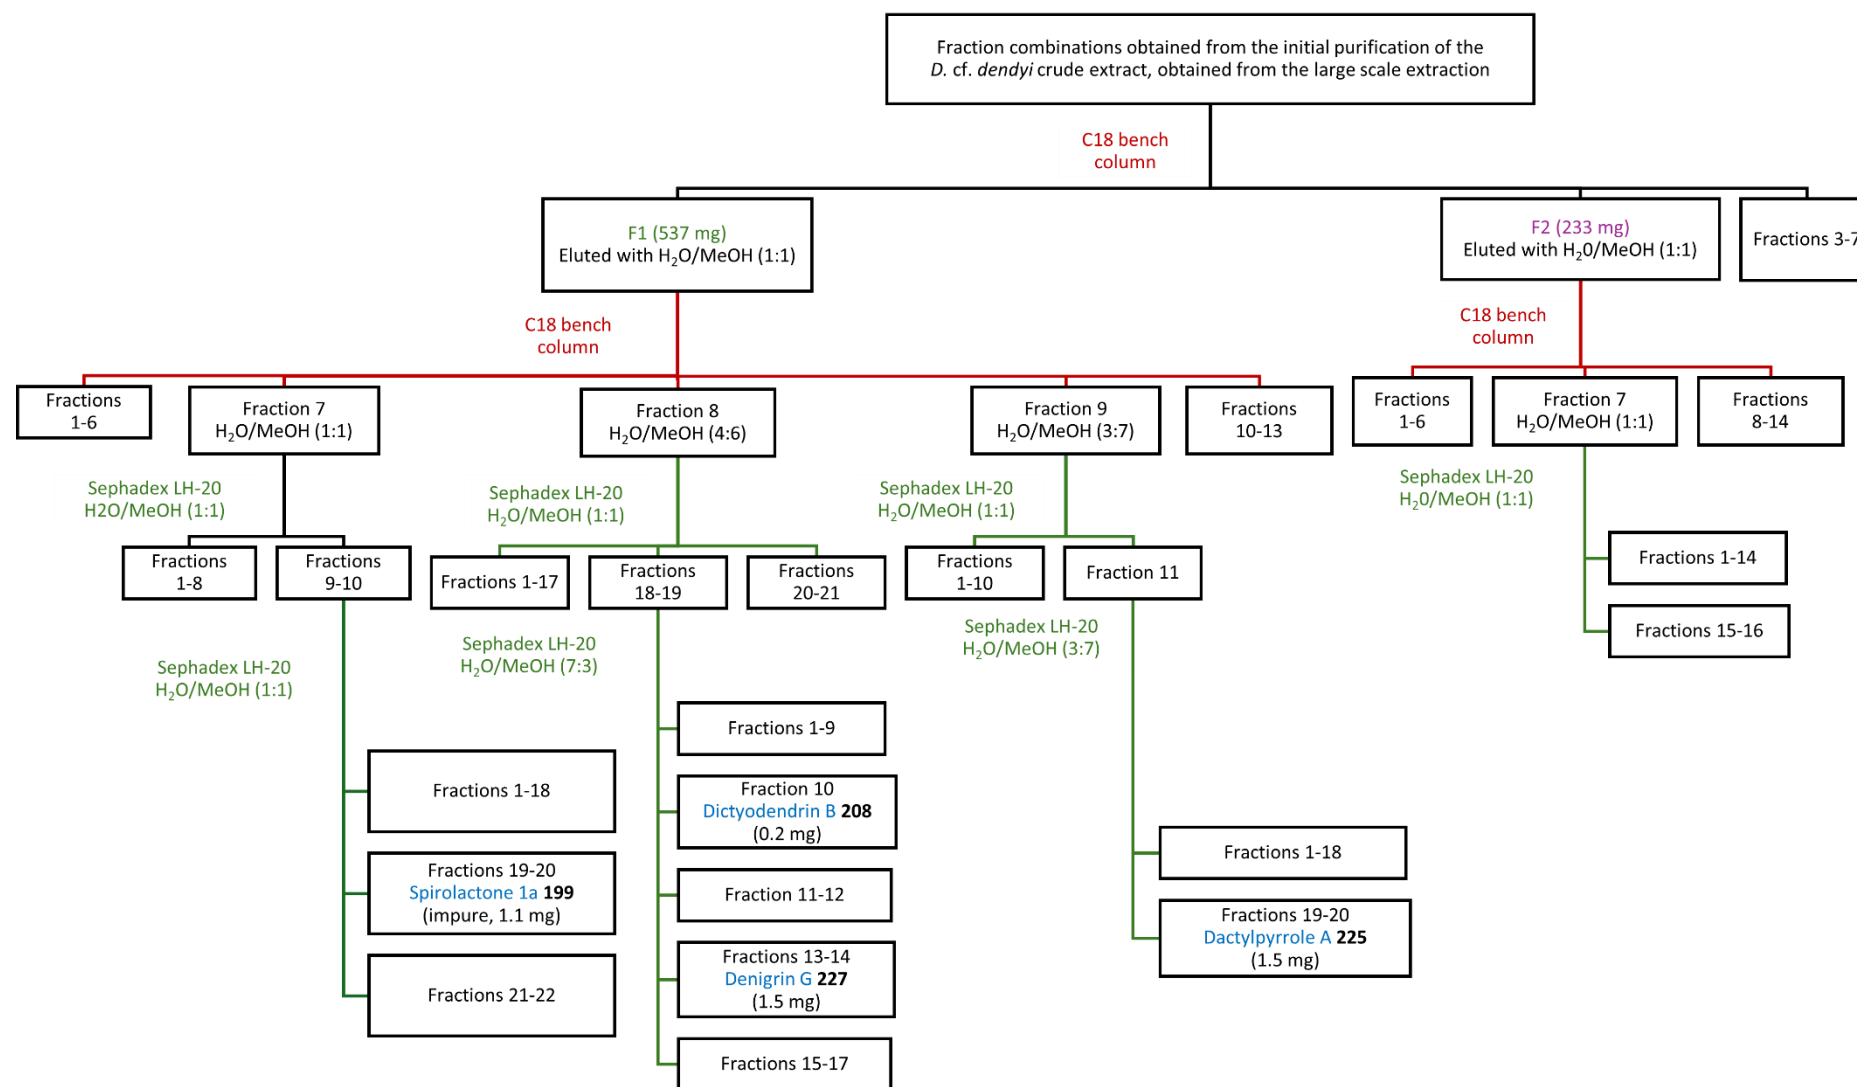 Fraction combinations obtained from the initial purification of the
D. cf. dendyi crude extract, obtained from the large scale extraction
C18 bench
column
F1 (537 mg)
Eluted with H₂O/MeOH (1:1)
F2 (233 mg)
Eluted with H₂0/MeOH (1:1)
Fractions 3-7
C18 bench
column
C18 bench
column
Fractions
1-6
Fraction 7
H₂O/MeOH (1:1)
Fraction 8
H₂O/MeOH (4:6)
Fraction 9
H₂O/MeOH (3:7)
Fractions
10-13
Fractions
1-6
Fraction 7
H₂O/MeOH (1:1)
Fractions
8-14
Sephadex LH-20
H2O/MeOH (1:1)
Sephadex LH-20
H₂O/MeOH (1:1)
Sephadex LH-20
H₂O/MeOH (1:1)
Sephadex LH-20
H₂0/MeOH (1:1)
Fractions
1-8
Fractions
9-10
Fractions 1-17
Fractions
18-19
Fractions
20-21
Fractions
1-10
Fraction 11
Fractions 1-14
Fractions 15-16
Sephadex LH-20
H₂O/MeOH (1:1)
Sephadex LH-20
H₂O/MeOH (7:3)
Sephadex LH-20
H₂O/MeOH (3:7)
Fractions 1-18
Fractions 19-20
Spirolactone 1a 199
(impure, 1.1 mg)
Fractions 21-22
Fractions 1-9
Fraction 10
Dictyodendrin B 208
(0.2 mg)
Fraction 11-12
Fractions 13-14
Denigrin G 227
(1.5 mg)
Fractions 15-17
Fractions 1-18
Fractions 19-20
Dactylpyrrole A 225
(1.5 mg)